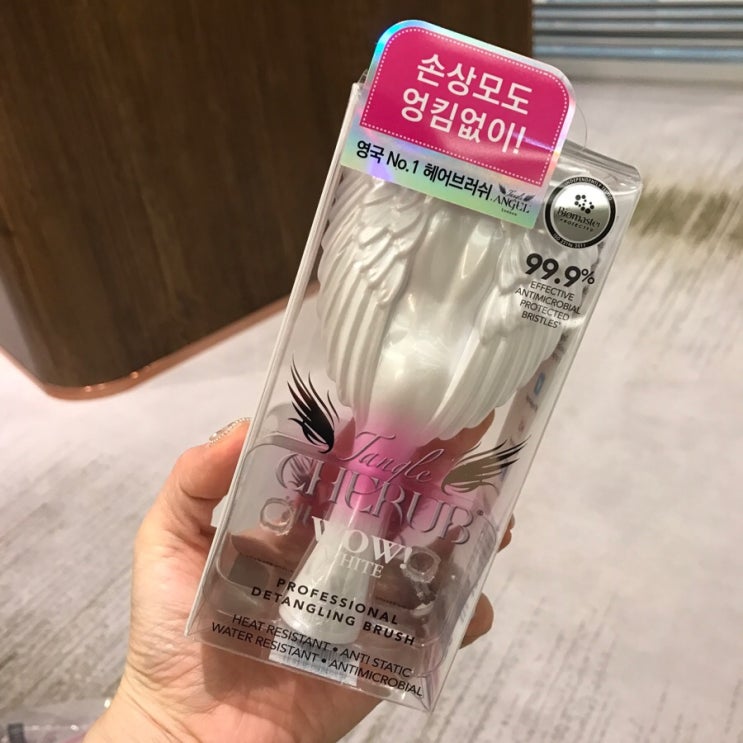 손상모도
엉킴없이!
영국 No.1 헤어브러쉬
Tangle
ANGEL
Biomaster
PROTECTED
99.9%
EFFECTIVE
ANTIMICROBIAL
PROTECTED
BRISTLES*
Tangle
CHERUB
WOW!
WHITE
PROFESSIONAL
DETANGLING BRUSH
HEAT RESISTANT • ANTI STATIC
WATER RESISTANT • ANTIMICROBIAL